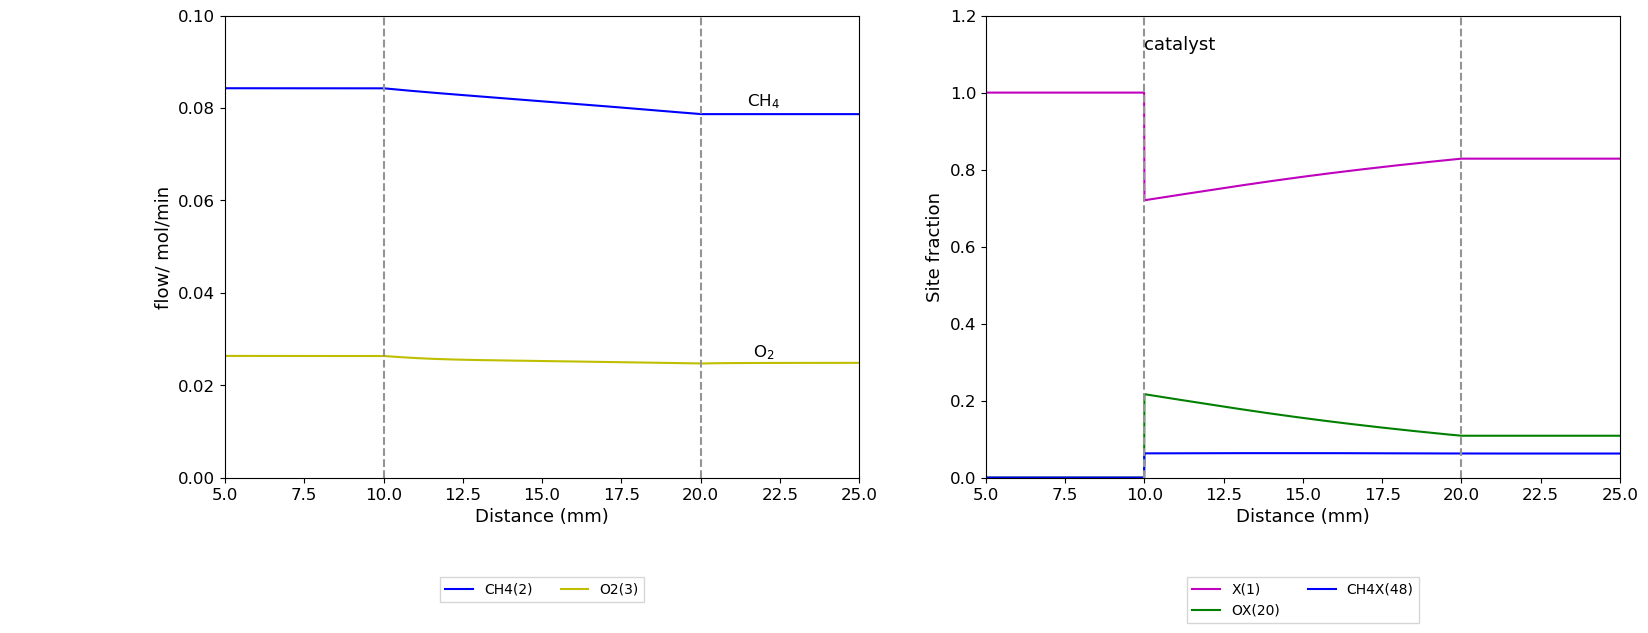 0.10
0.08
0.06
0.04
0.02
0.00
flow/ mol/min
CH₄
O₂
5.0 7.5 10.0 12.5 15.0 17.5 20.0 22.5 25.0
Distance (mm)
CH4(2) O2(3)
1.2
1.0
0.8
0.6
0.4
0.2
0.0
Site fraction
catalyst
5.0 7.5 10.0 12.5 15.0 17.5 20.0 22.5 25.0
Distance (mm)
X(1) CH4X(48)
OX(20)